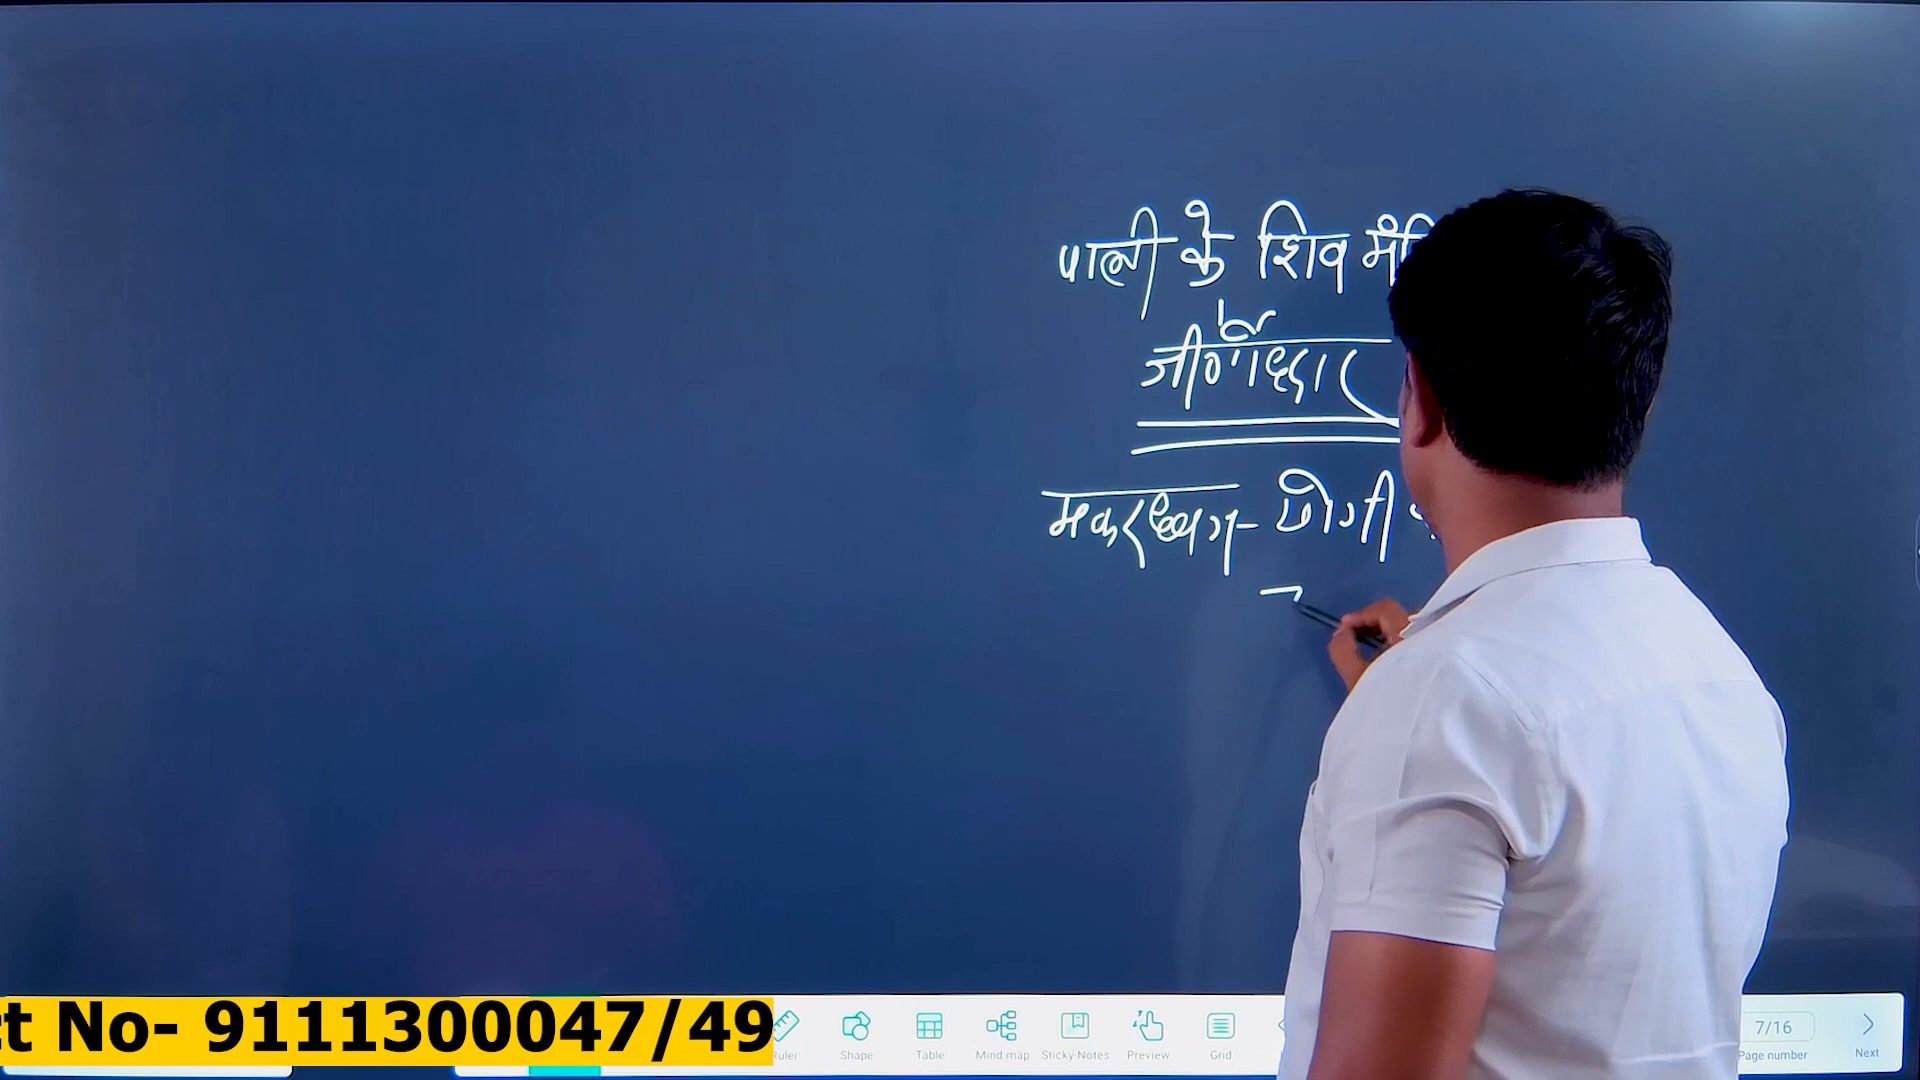 पाली के शिव
जीर्णोद्धार
मकरध्वज - योगी
ct No- 9111300047/49
Ruler Shape Table Mind map Sticky Notes Preview Grid
7/16
Page number Next